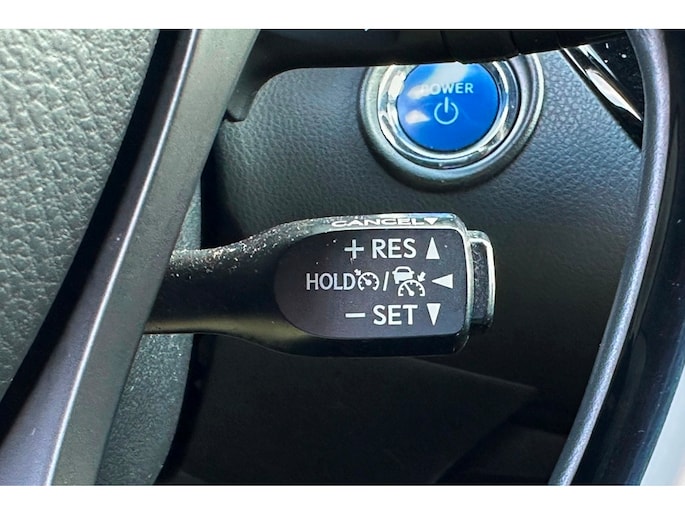 POWER
CANCEL▼
+ RES ▲
HOLD / ◄
− SET ▼